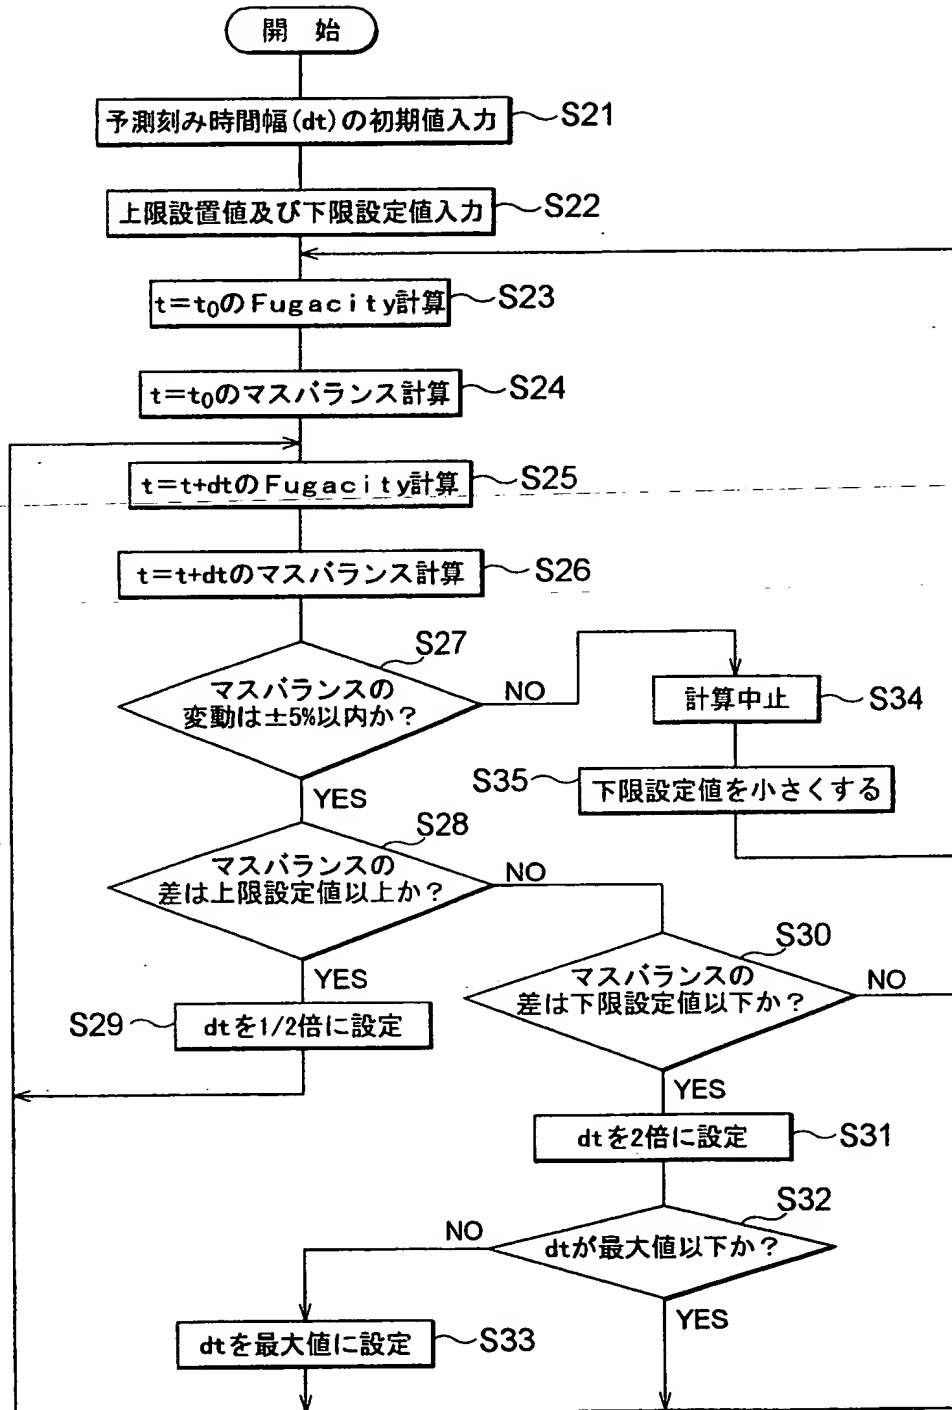 開 始
予測刻み時間幅(dt)の初期値入力
S21
上限設置値及び下限設定値入力
S22
t=t0のFugacity計算
S23
t=t0のマスバランス計算
S24
t=t+dtのFugacity計算
S25
t=t+dtのマスバランス計算
S26
S27
マスバランスの
変動は±5%以内か?
NO
YES
計算中止
S34
S35
下限設定値を小さくする
S28
マスバランスの
差は上限設定値以上か?
NO
YES
S29
dtを1/2倍に設定
S30
マスバランスの
差は下限設定値以下か?
NO
YES
dtを2倍に設定
S31
S32
dtが最大値以下か?
NO
YES
dtを最大値に設定
S33